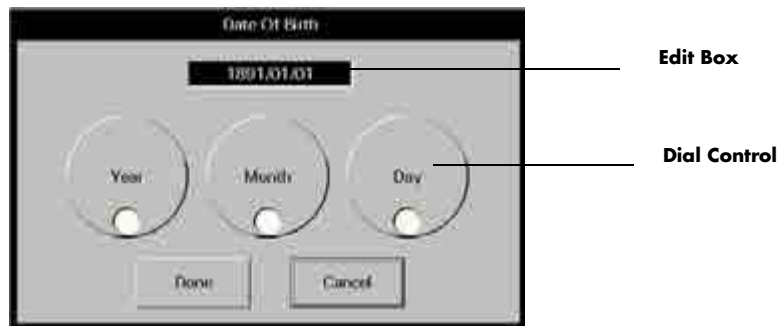 Date Of Birth
1891/01/01
Edit Box
Year Month Day
Dial Control
Done Cancel